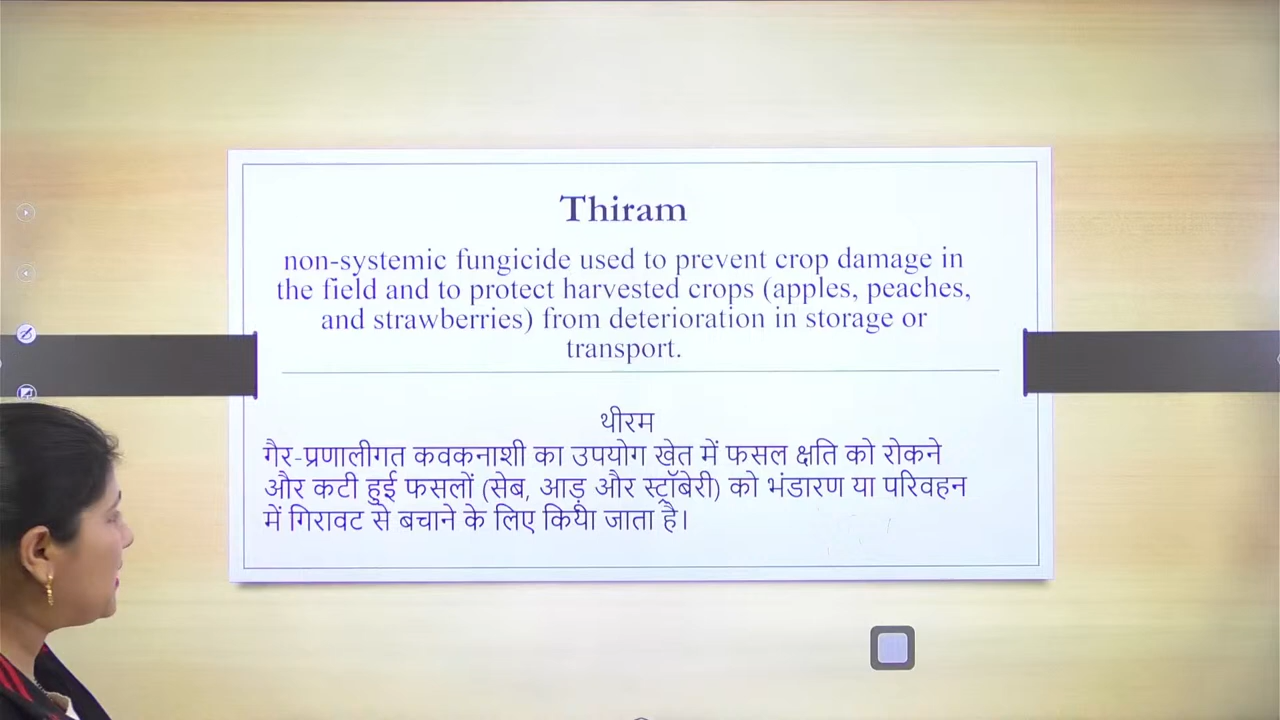 Thiram
non-systemic fungicide used to prevent crop damage in
the field and to protect harvested crops (apples, peaches,
and strawberries) from deterioration in storage or
transport.
थीरम
गैर-प्रणालीगत कवकनाशी का उपयोग खेत में फसल क्षति को रोकने
और कटी हुई फसलों (सेब, आड़ू और स्ट्रॉबेरी) को भंडारण या परिवहन
में गिरावट से बचाने के लिए किया जाता है।